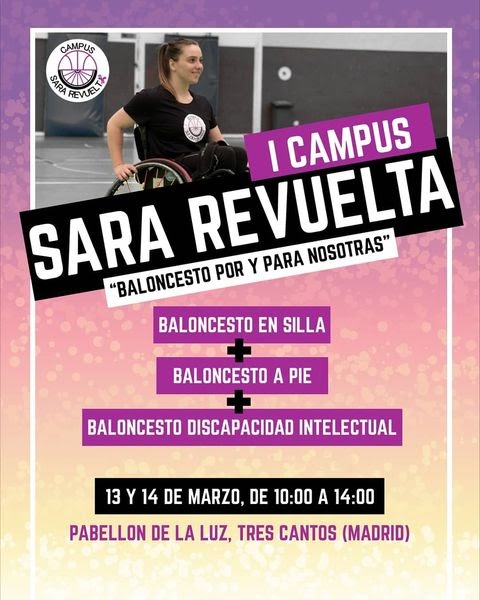 CAMPUS
SARA REVUELTA
I CAMPUS
SARA REVUELTA
“BALONCESTO POR Y PARA NOSOTRAS”
BALONCESTO EN SILLA
+
BALONCESTO A PIE
+
BALONCESTO DISCAPACIDAD INTELECTUAL
13 Y 14 DE MARZO, DE 10:00 A 14:00
PABELLON DE LA LUZ, TRES CANTOS (MADRID)